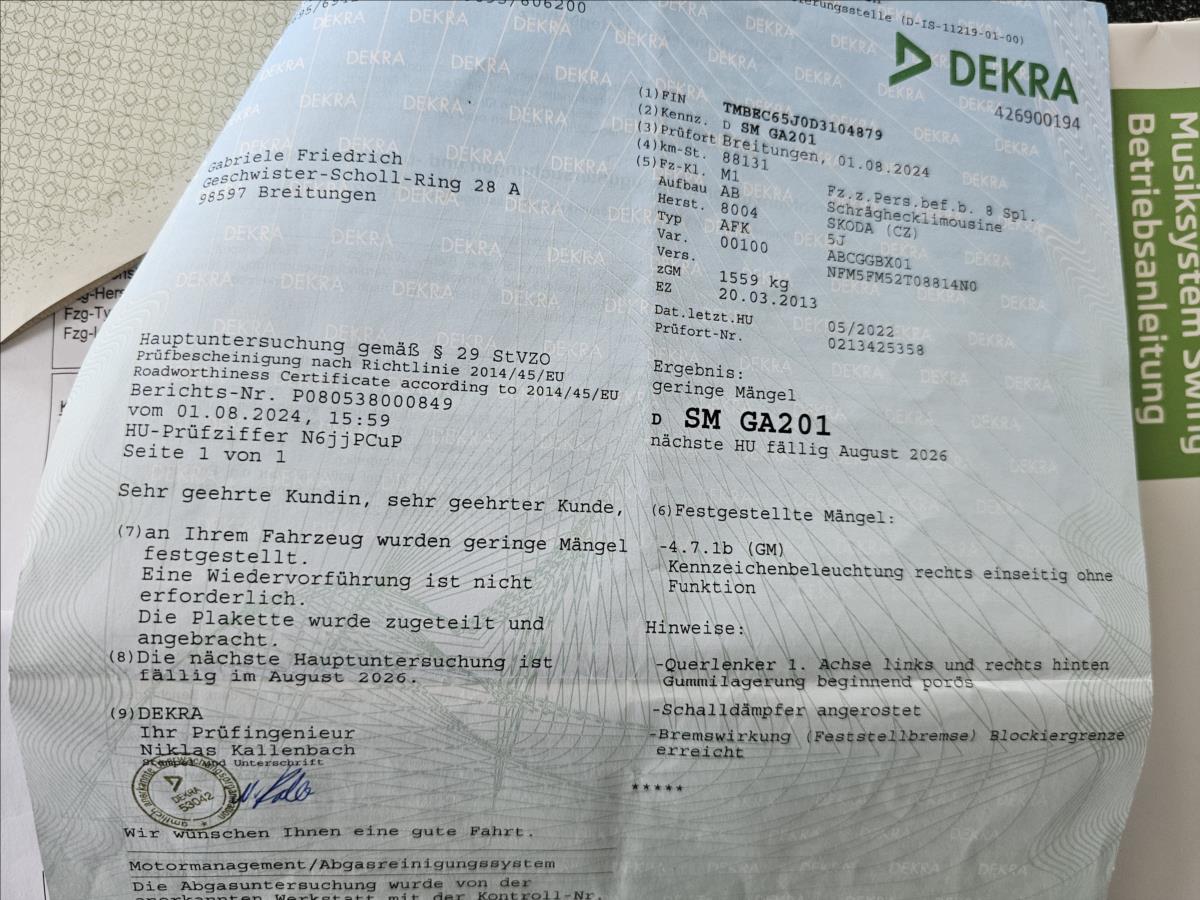 606200
(D-IS-11219-01-00)
DEKRA
426900194
(1)FIN TMBEC65J0D3104879
(2)Kennz. D SM GA201
(3)Prüfort Breitungen, 01.08.2024
(4)km-St. 88131
(5)Fz-Kl. M1 Fz.z.Pers.bef.b. 8 Spl.
Aufbau AB Schräghecklimousine
Herst. 8004 SKODA (CZ)
Typ AFK 5J
Var. 00100 ABCGGBX01
Vers. NFM5FM52T08814N0
zGM 1559 kg
EZ 20.03.2013
Dat.letzt.HU 05/2022
Prüfort-Nr. 0213425358
Gabriele Friedrich
Geschwister-Scholl-Ring 28 A
98597 Breitungen
Hauptuntersuchung gemäß § 29 StVZO
Prüfbescheinigung nach Richtlinie 2014/45/EU
Roadworthiness Certificate according to 2014/45/EU
Berichts-Nr. P080538000849
vom 01.08.2024, 15:59
HU-Prüfziffer N6jjPCuP
Seite 1 von 1
Ergebnis:
geringe Mängel
D SM GA201
nächste HU fällig August 2026
Sehr geehrte Kundin, sehr geehrter Kunde,
(7)an Ihrem Fahrzeug wurden geringe Mängel
festgestellt.
Eine Wiedervorführung ist nicht
erforderlich.
Die Plakette wurde zugeteilt und
angebracht.
(8)Die nächste Hauptuntersuchung ist
fällig im August 2026.
(9)DEKRA
Ihr Prüfingenieur
Niklas Kallenbach
Stempel und Unterschrift
DEKRA
53042
Wir wünschen Ihnen eine gute Fahrt.
Motormanagement/Abgasreinigungssystem
Die Abgasuntersuchung wurde von der
anerkannten Werkstatt mit der Kontroll-Nr.
(6)Festgestellte Mängel:
-4.7.1b (GM)
Kennzeichenbeleuchtung rechts einseitig ohne
Funktion
Hinweise:
-Querlenker 1. Achse links und rechts hinten
Gummilagerung beginnend porös
-Schalldämpfer angerostet
-Bremswirkung (Feststellbremse) Blockiergrenze
erreicht
*****
Musiksystem Swing
Betriebsanleitung